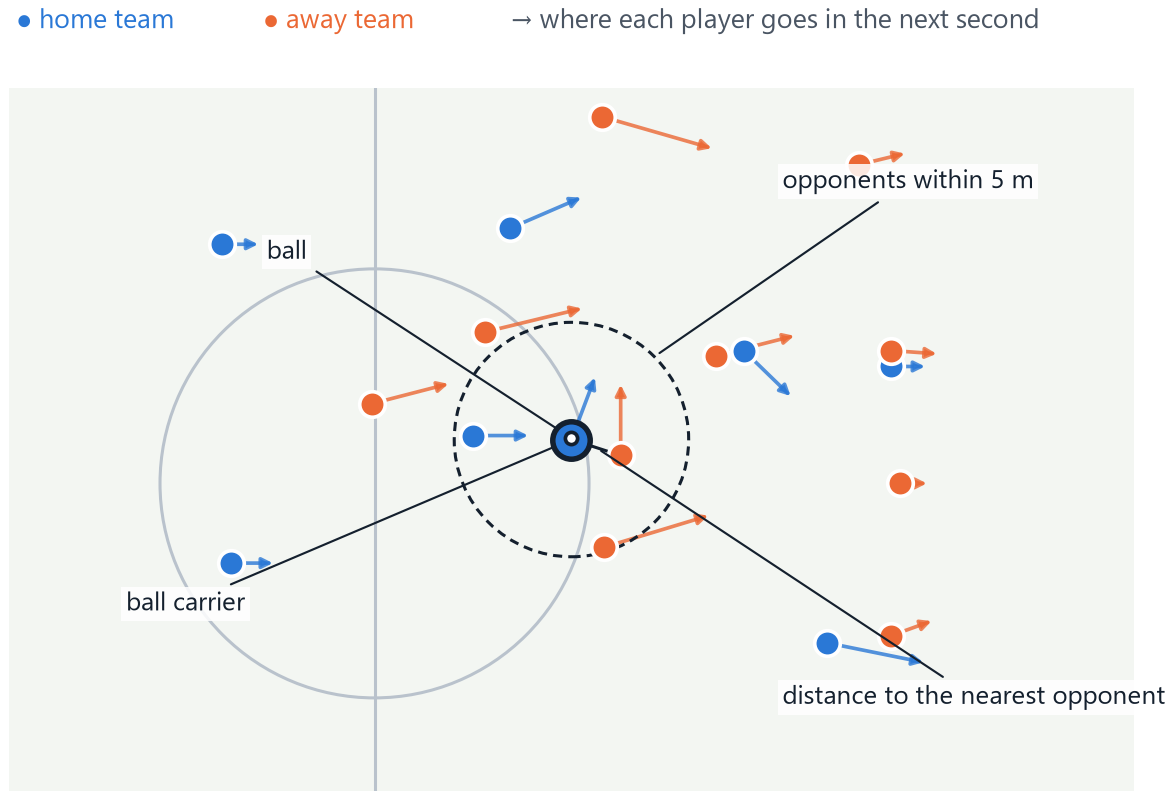 ● home team ● away team → where each player goes in the next second
opponents within 5 m
ball
ball carrier
distance to the nearest opponent